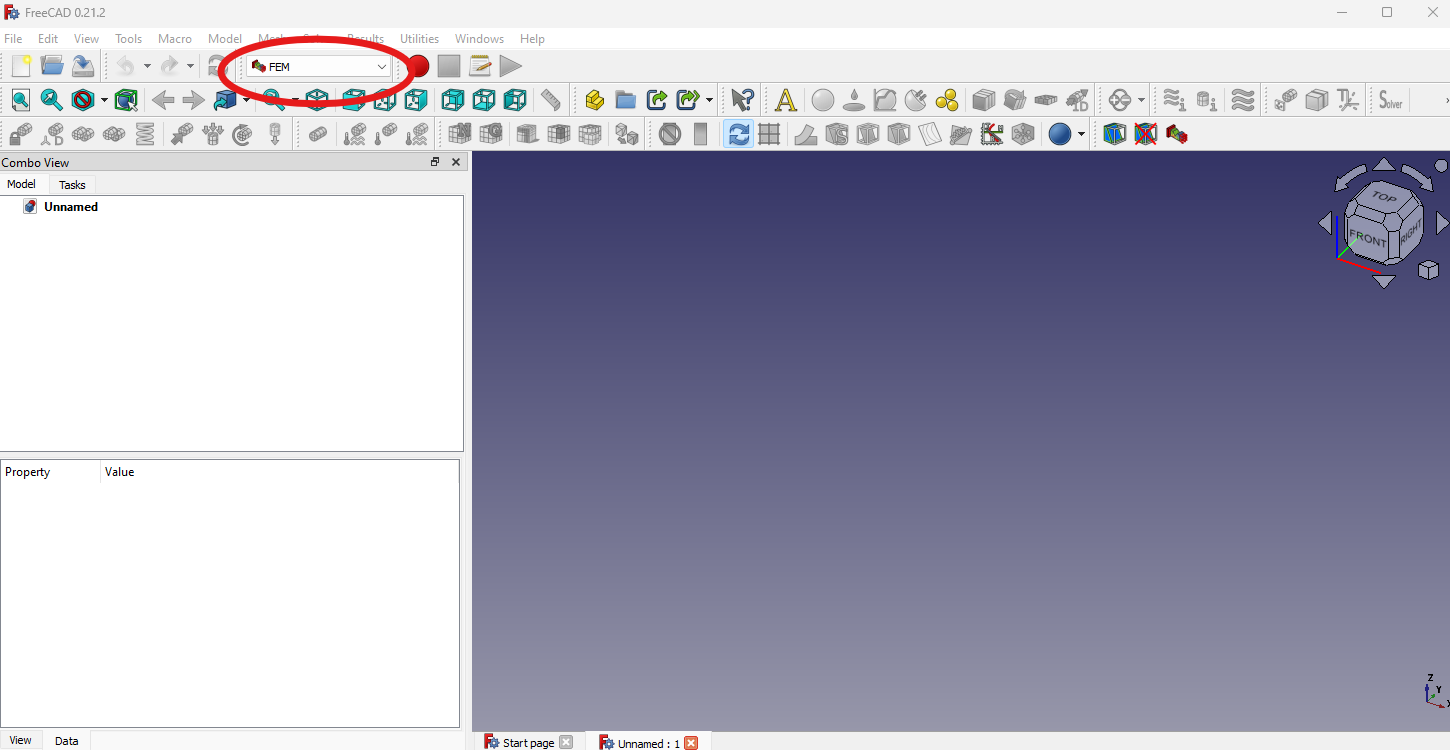 FreeCAD 0.21.2
File Edit View Tools Macro Model Mesh Results Utilities Windows Help
FEM
Solver
Combo View
Model Tasks
Unnamed
TOP
FRONT RIGHT
Property Value
Z
Y
X
View Data
Start page Unnamed : 1